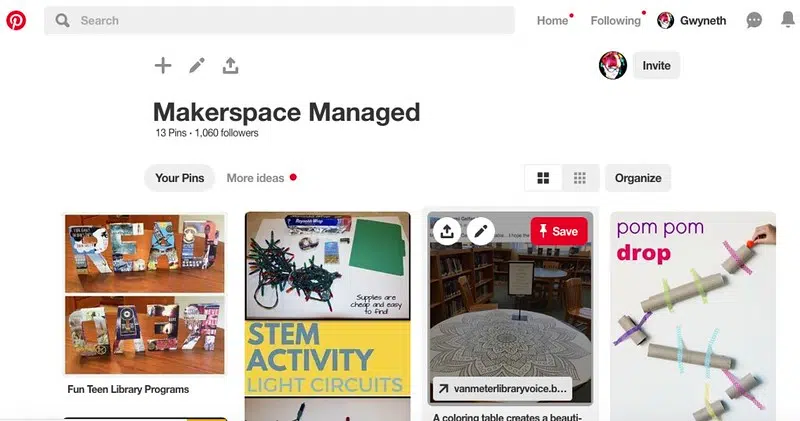 Search
Home
Following
Gwyneth
Invite
Makerspace Managed
13 Pins • 1,060 followers
Your Pins
More ideas
Organize
READ
Fun Teen Library Programs
Reynolds Wrap
Supplies are
cheap and easy
to find!
STEM
ACTIVITY
LIGHT CIRCUITS
Save
vanmeterlibraryvoice.b...
A coloring table creates a beauti-
pom pom
drop